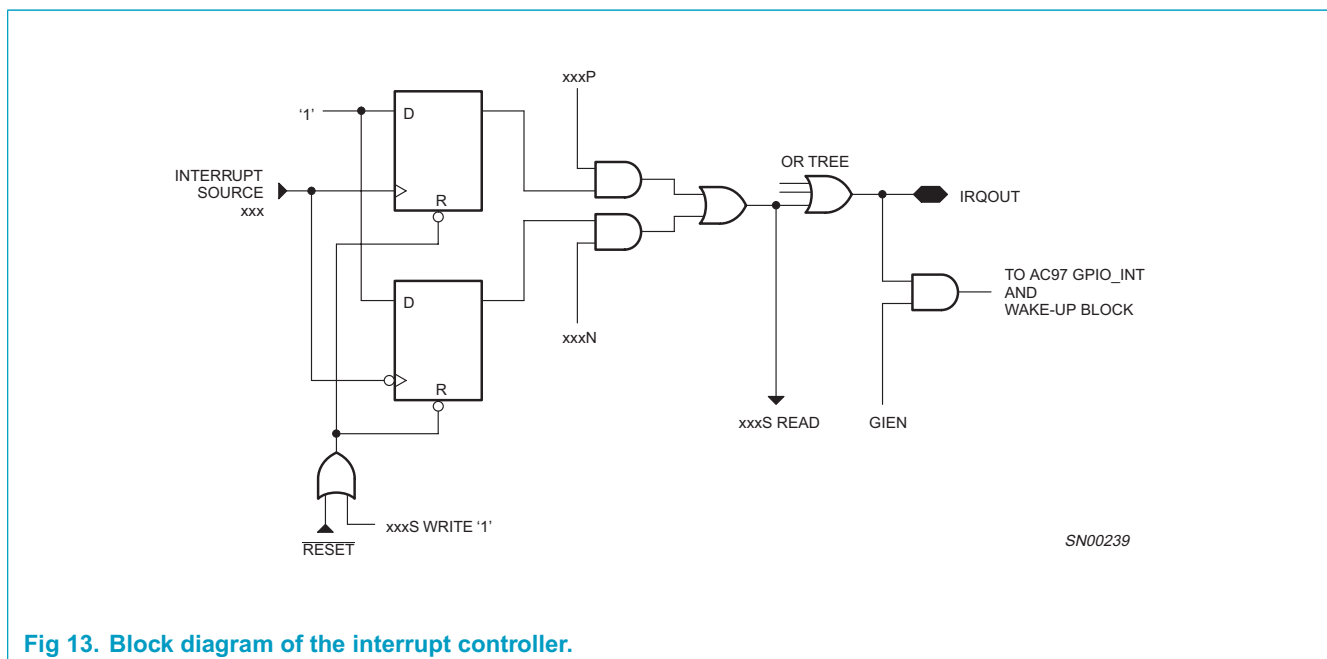 xxxP
'1'
D
R
INTERRUPT
SOURCE
xxx
OR TREE
IRQOUT
TO AC97 GPIO_INT
AND
WAKE-UP BLOCK
D
R
xxxN
xxxS READ
GIEN
xxxS WRITE '1'
RESET
SN00239
Fig 13. Block diagram of the interrupt controller.